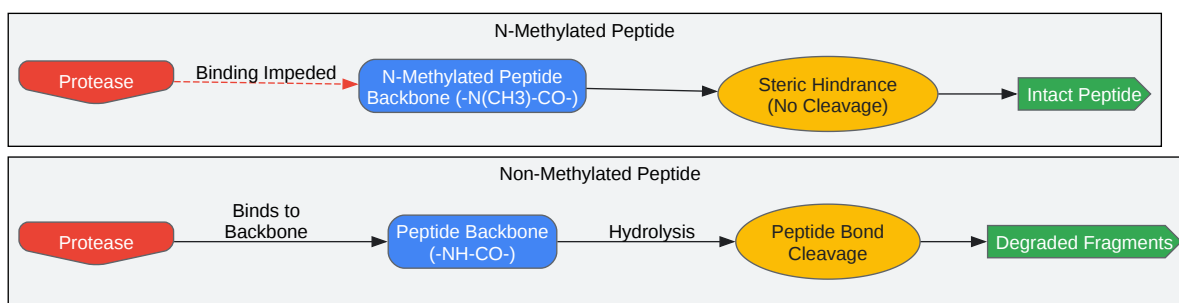 N-Methylated Peptide
Protease
Binding Impeded
N-Methylated Peptide
Backbone (-N(CH3)-CO-)
Steric Hindrance
(No Cleavage)
Intact Peptide
Non-Methylated Peptide
Protease
Binds to
Backbone
Peptide Backbone
(-NH-CO-)
Hydrolysis
Peptide Bond
Cleavage
Degraded Fragments